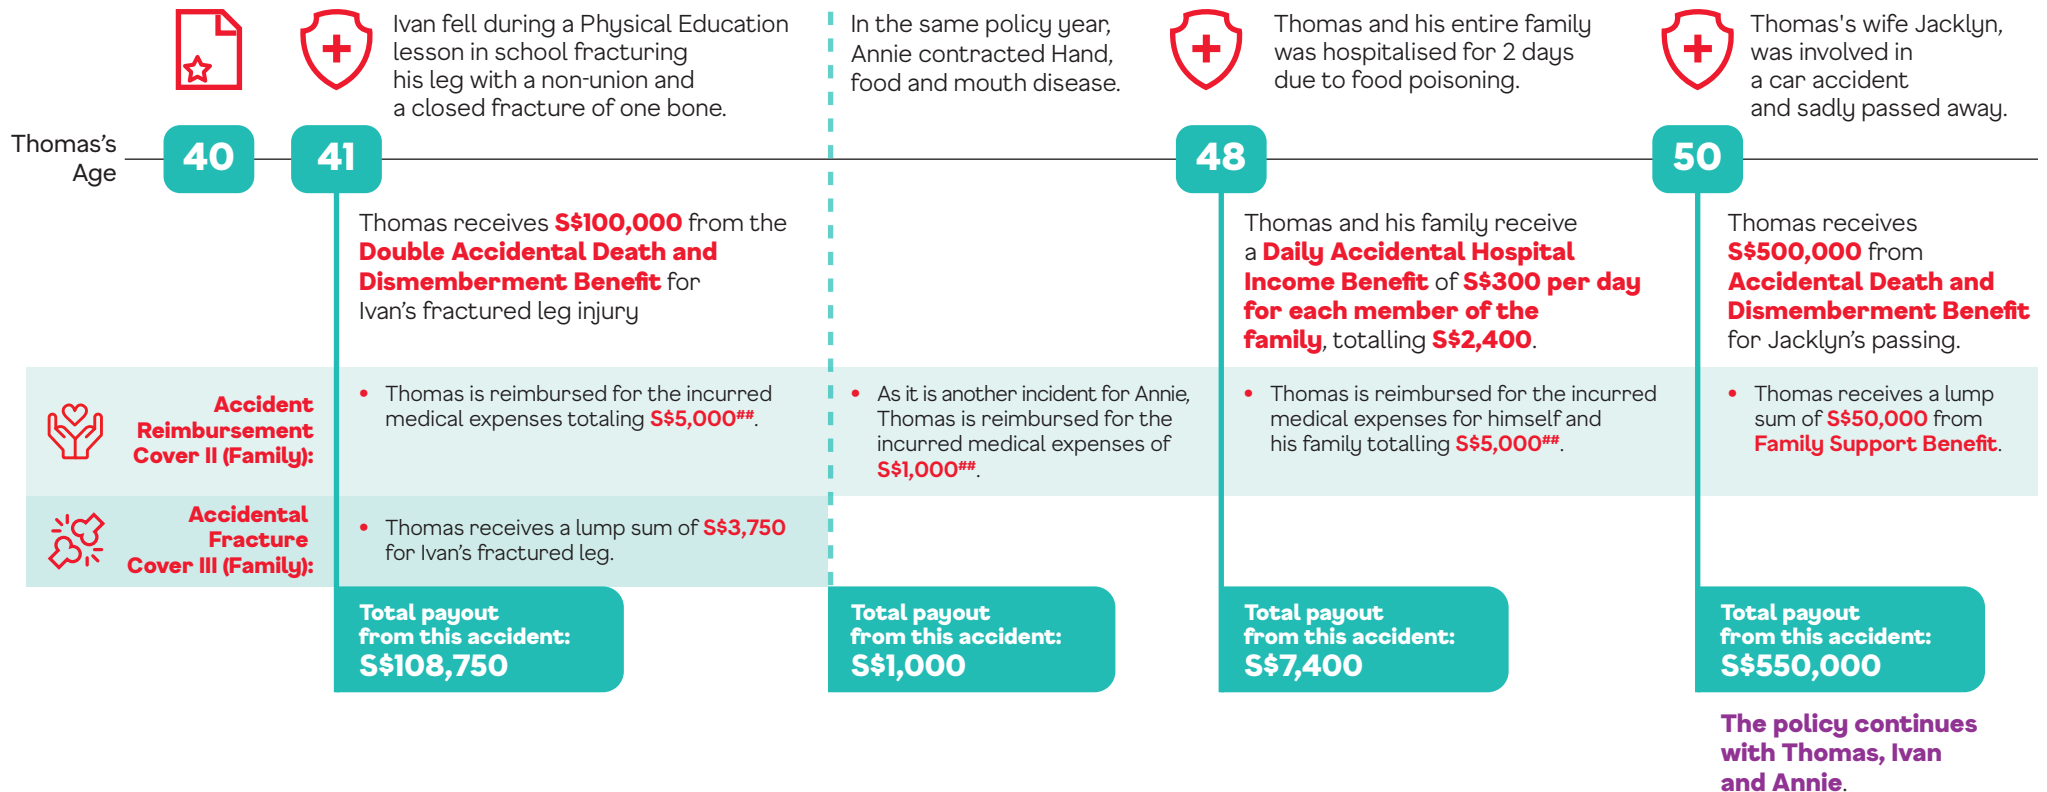 Ivan fell during a Physical Education
lesson in school fracturing
his leg with a non-union and
a closed fracture of one bone.
In the same policy year,
Annie contracted Hand,
food and mouth disease.
Thomas and his entire family
was hospitalised for 2 days
due to food poisoning.
Thomas's wife Jacklyn,
was involved in
a car accident
and sadly passed away.
Thomas's
Age
40
41
48
50
Thomas receives S$100,000 from the
Double Accidental Death and
Dismemberment Benefit for
Ivan's fractured leg injury
Thomas and his family receive
a Daily Accidental Hospital
Income Benefit of S$300 per day
for each member of the
family, totalling S$2,400.
Thomas receives
S$500,000 from
Accidental Death and
Dismemberment Benefit
for Jacklyn's passing.
Accident
Reimbursement
Cover II (Family):
• Thomas is reimbursed for the incurred
medical expenses totaling S$5,000##.
• As it is another incident for Annie,
Thomas is reimbursed for the
incurred medical expenses of
S$1,000##.
• Thomas is reimbursed for the incurred
medical expenses for himself and
his family totalling S$5,000##.
• Thomas receives a lump
sum of S$50,000 from
Family Support Benefit.
Accidental
Fracture
Cover III (Family):
• Thomas receives a lump sum of S$3,750
for Ivan's fractured leg.
Total payout
from this accident:
S$108,750
Total payout
from this accident:
S$1,000
Total payout
from this accident:
S$7,400
Total payout
from this accident:
S$550,000
The policy continues
with Thomas, Ivan
and Annie.